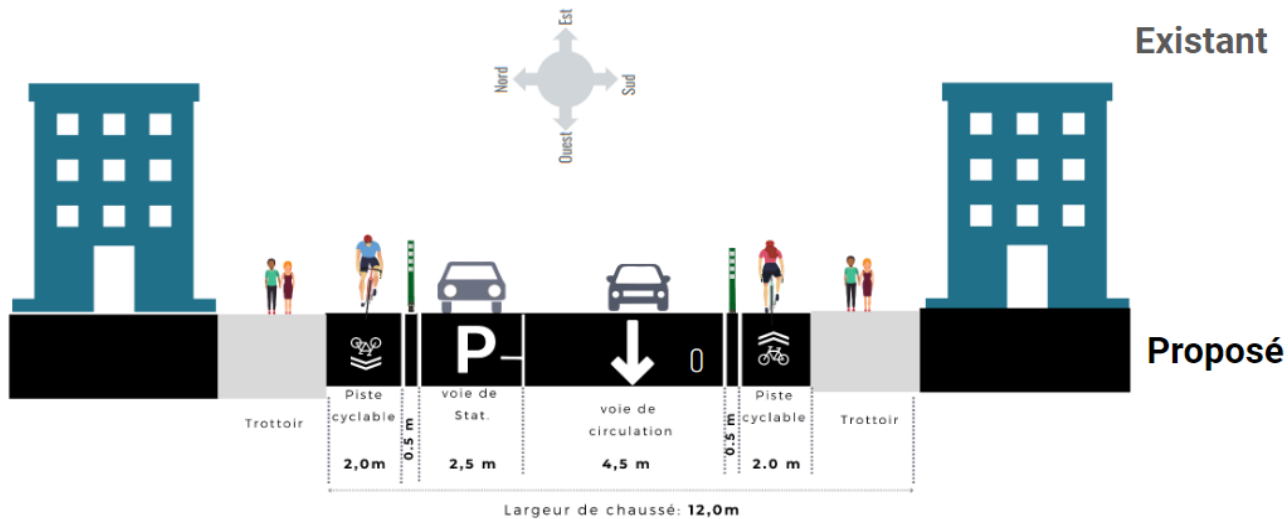 Existant
Est
Nord
Sud
Ouest
Proposé
P
0
Trottoir
Piste
cyclable
2,0m
0.5 m
voie de
Stat.
2,5 m
voie de
circulation
4,5 m
0.5 m
Piste
cyclable
2.0 m
Trottoir
Largeur de chaussé: 12,0m